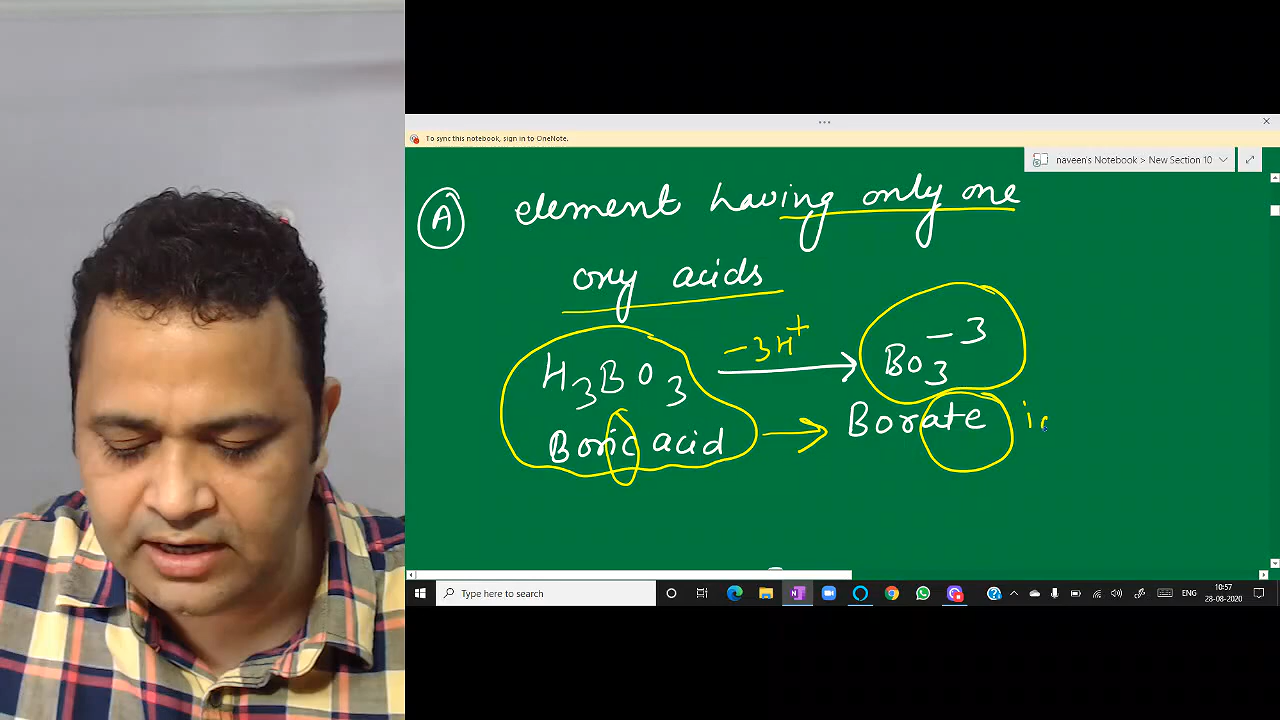 To sync this notebook, sign in to OneNote.
naveen's Notebook > New Section 10
A element having only one
oxy acids
H3BO3 -3H+ → BO3 -3
Boric acid → Borate
Type here to search
ENG
10:57
28-08-2020